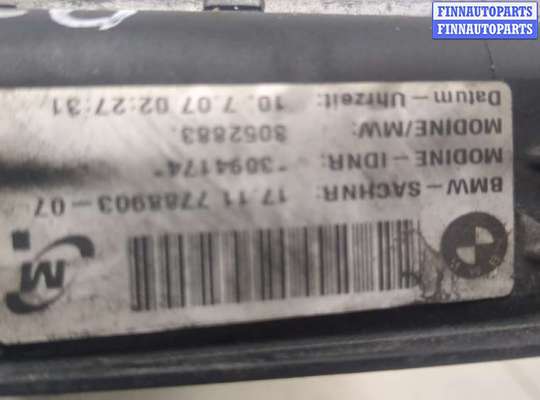 FINNAUTOPARTS
FINNAUTOPARTS
BMW
M
BMW-SACHNR: 17.11 7788903-07
MODINE-IDNR: "3094174"
MODINE/MW: 3052883.
Datum-Uhrzeit: 10. 7.07 02:27:31